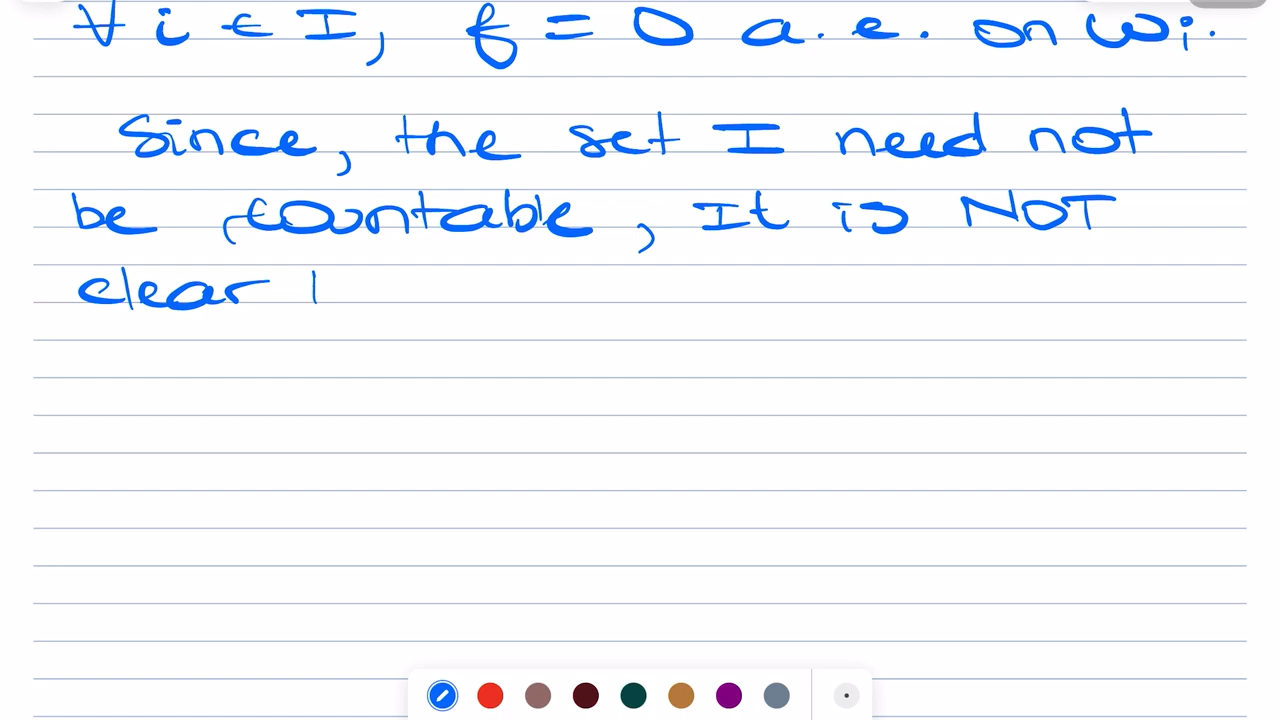 ∀ i ∈ I, f = 0 a.e. on ωi.
Since, the set I need not
be countable, It is NOT
clear